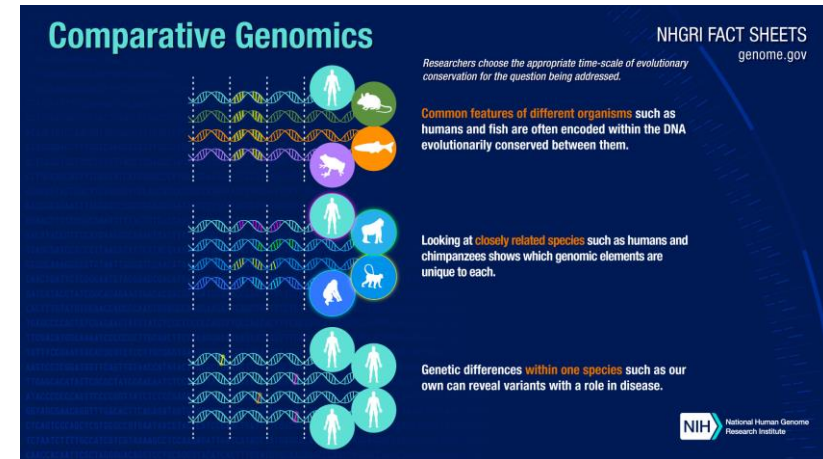 Comparative Genomics
NHGRI FACT SHEETS
genome.gov
Researchers choose the appropriate time-scale of evolutionary
conservation for the question being addressed.
Common features of different organisms such as
humans and fish are often encoded within the DNA
evolutionarily conserved between them.
Looking at closely related species such as humans and
chimpanzees shows which genomic elements are
unique to each.
Genetic differences within one species such as our
own can reveal variants with a role in disease.
NIH
National Human Genome
Research Institute